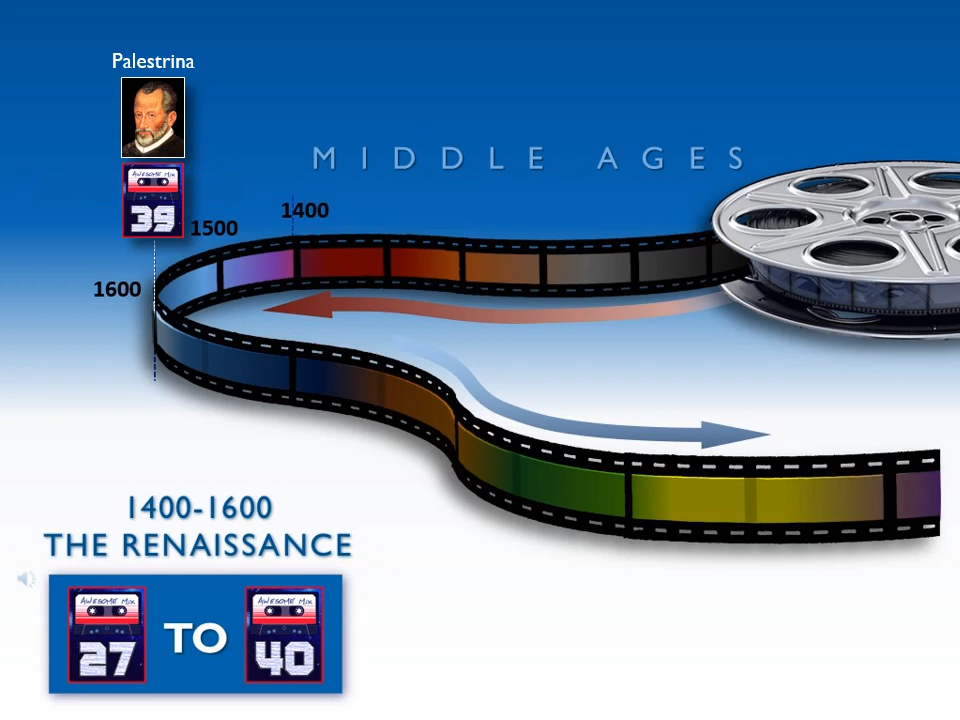 Palestrina
MIDDLE AGES
AWESOME MIX
39
1400
1500
1600
1400-1600
THE RENAISSANCE
AWESOME MIX
27
TO
AWESOME MIX
40